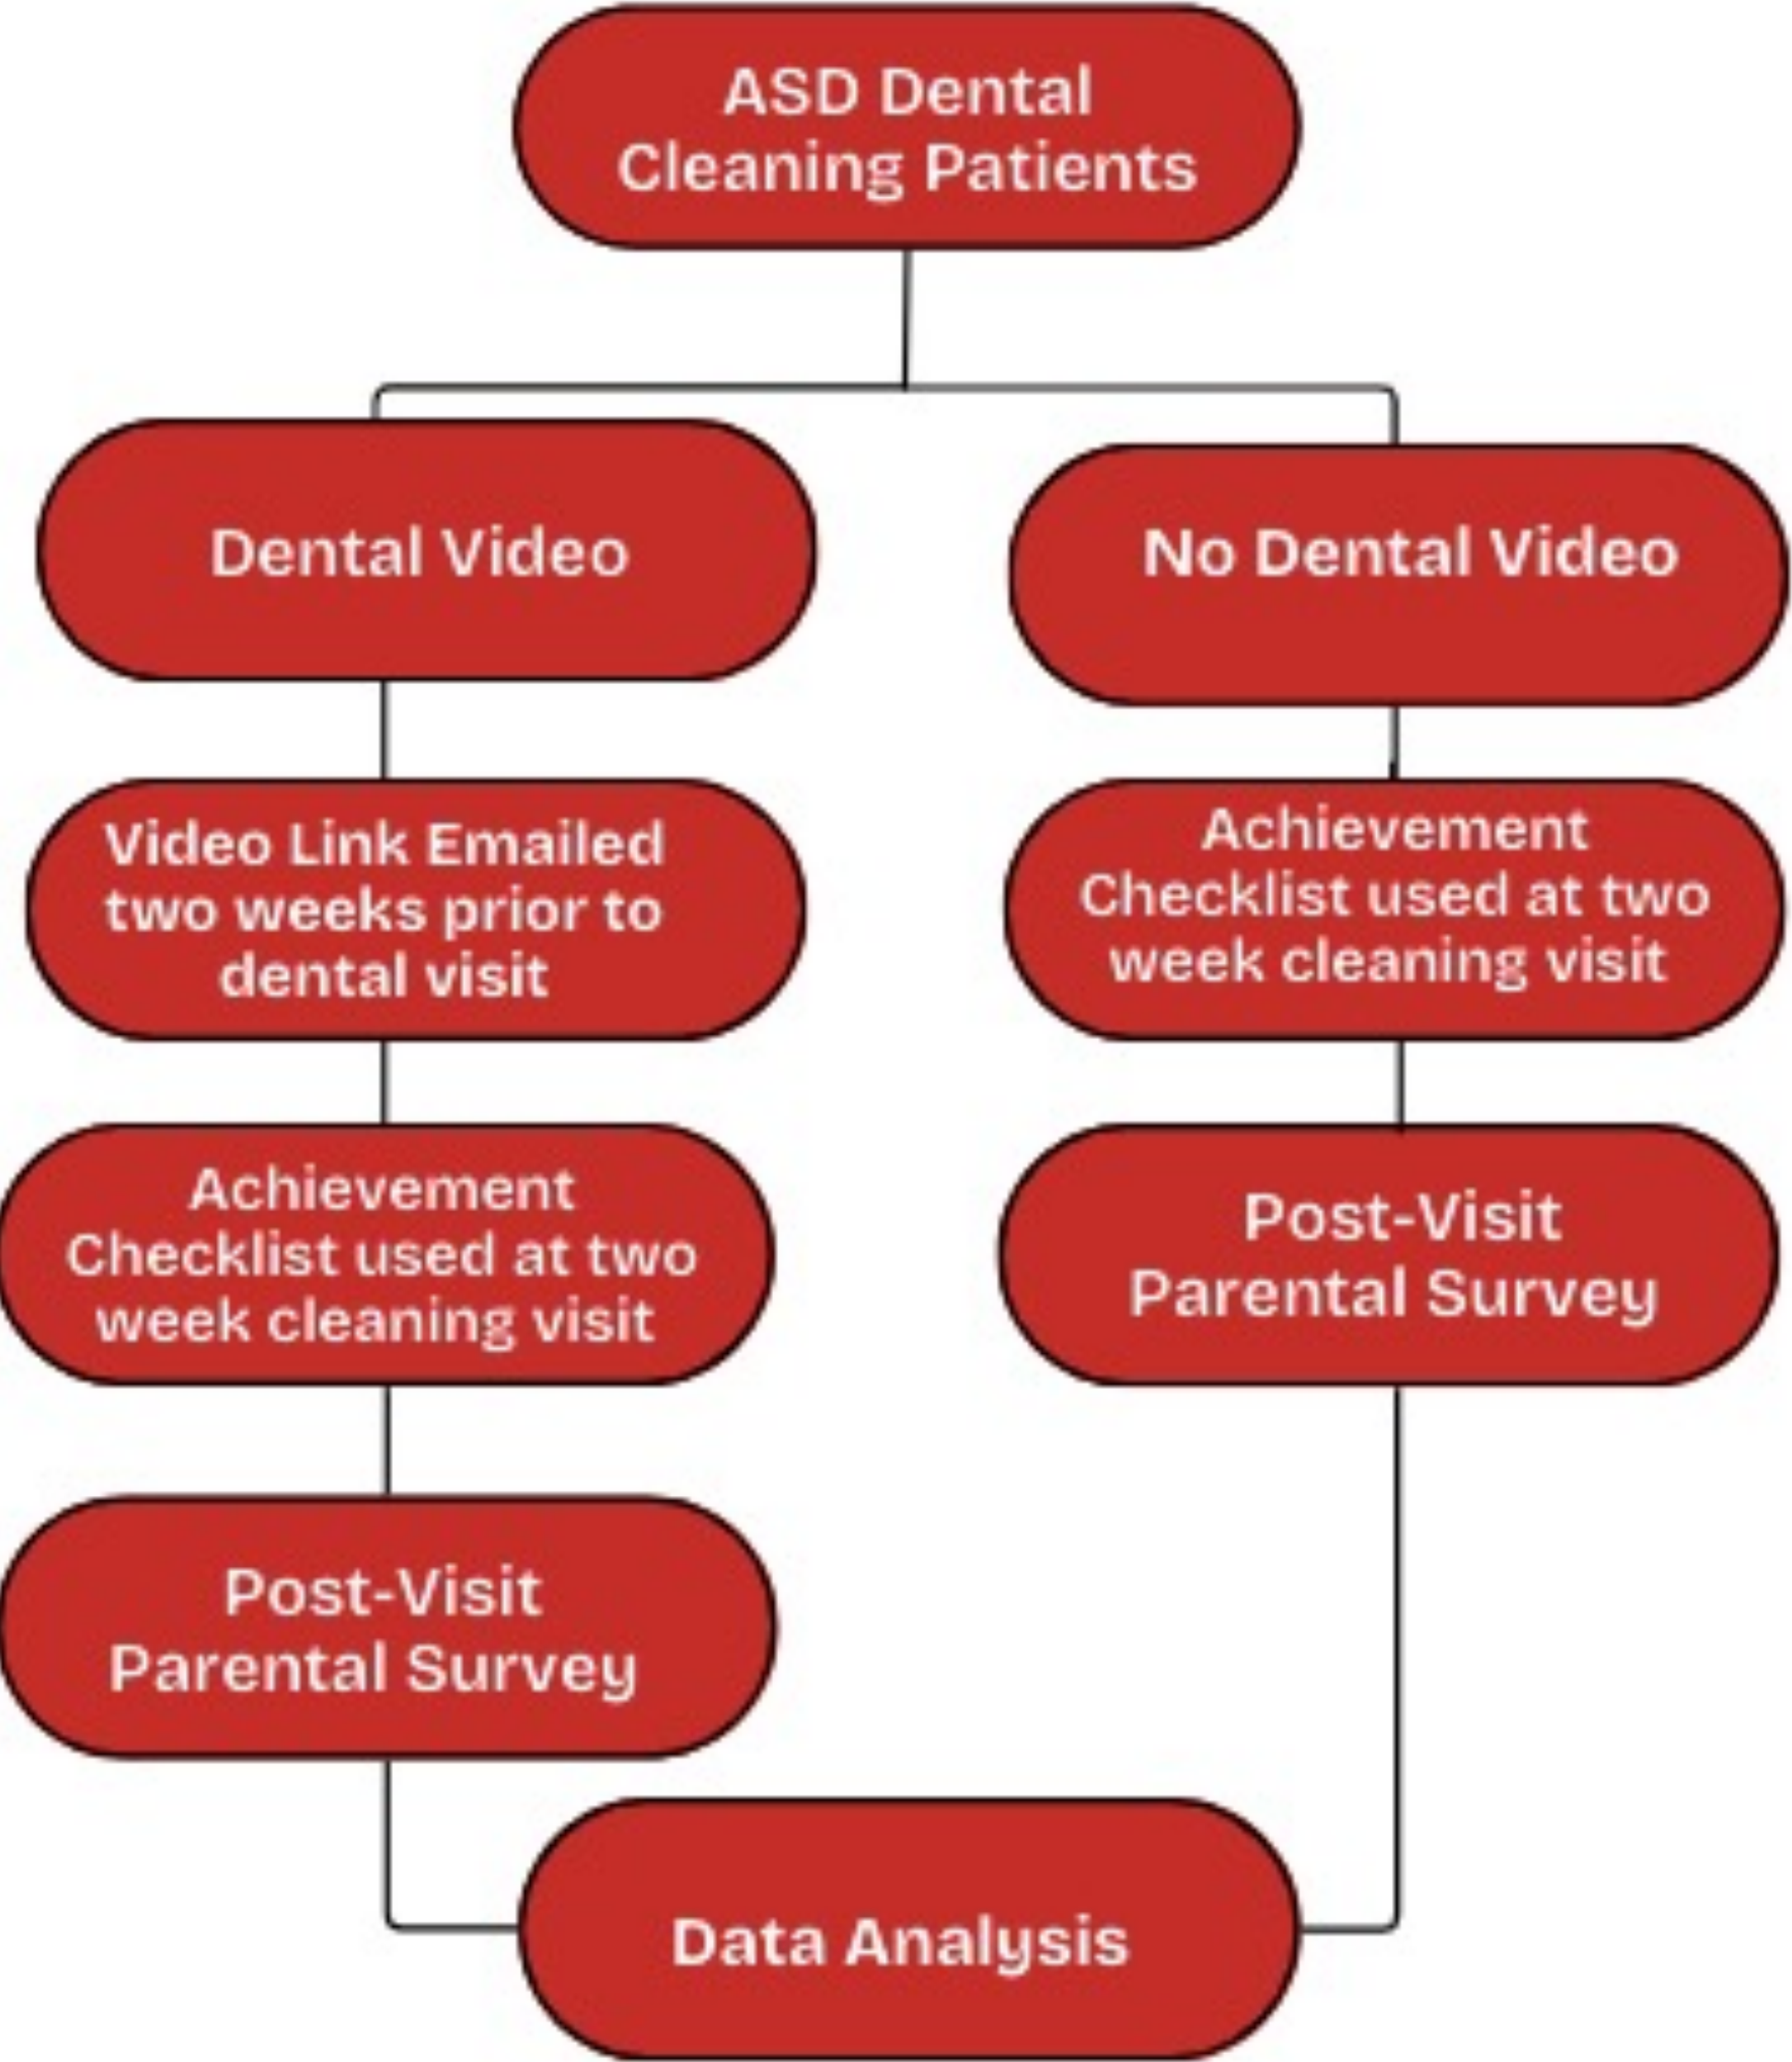 ASD Dental
Cleaning Patients
Dental Video
No Dental Video
Video Link Emailed
two weeks prior to
dental visit
Achievement
Checklist used at two
week cleaning visit
Achievement
Checklist used at two
week cleaning visit
Post-Visit
Parental Survey
Post-Visit
Parental Survey
Data Analysis